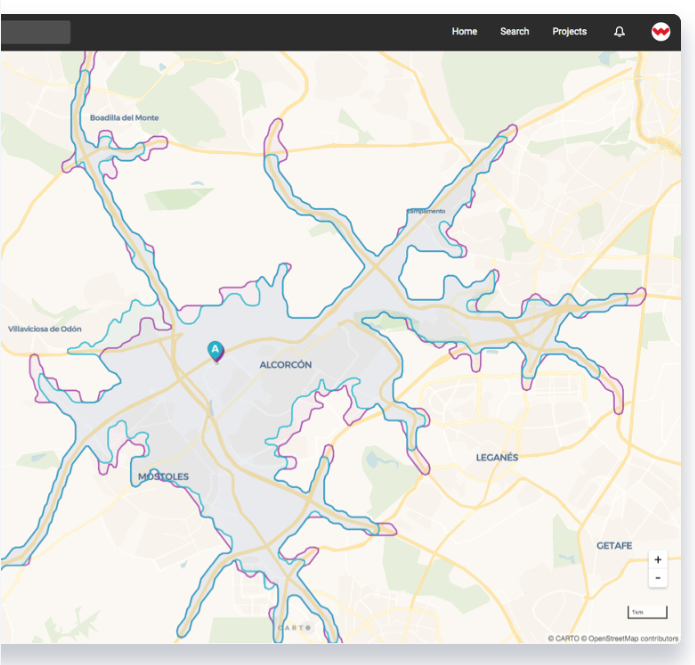 Home Search Projects
Boadilla del Monte
Campamento
Villaviciosa de Odón
A
ALCORCÓN
LEGANÉS
MÓSTOLES
GETAFE
+
-
1km
CARTO
© CARTO © OpenStreetMap contributors